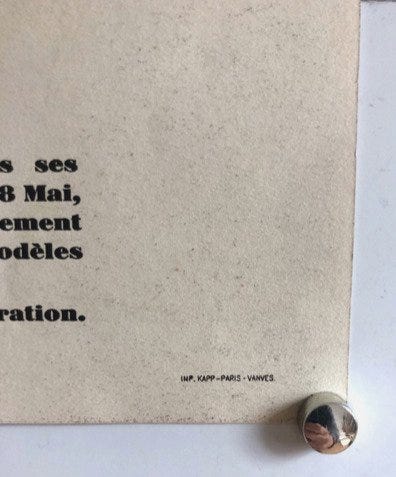 s ses
8 Mai,
ement
odèles
ration.
IMP. KAPP-PARIS - VANVES.